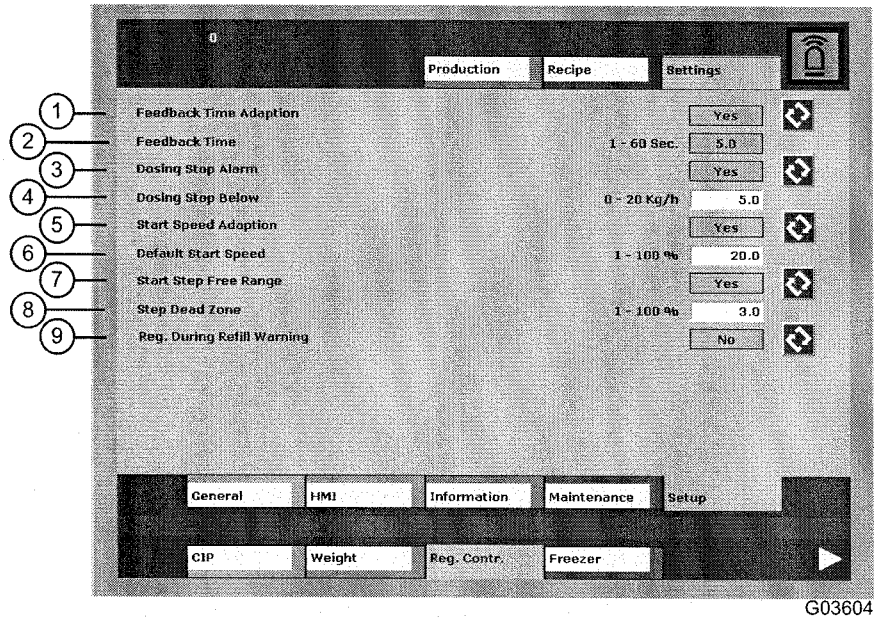 0
Production Recipe Settings
1 Feedback Time Adaption Yes
2 Feedback Time 1 - 60 Sec. 5.0
3 Dosing Stop Alarm Yes
4 Dosing Stop Below 0 - 20 Kg/h 5.0
5 Start Speed Adaption Yes
6 Default Start Speed 1 - 100 % 20.0
7 Start Step Free Range Yes
8 Step Dead Zone 1 - 100 % 3.0
9 Reg. During Refill Warning No
General HMI Information Maintenance Setup
CIP Weight Reg. Contr. Freezer
G03604